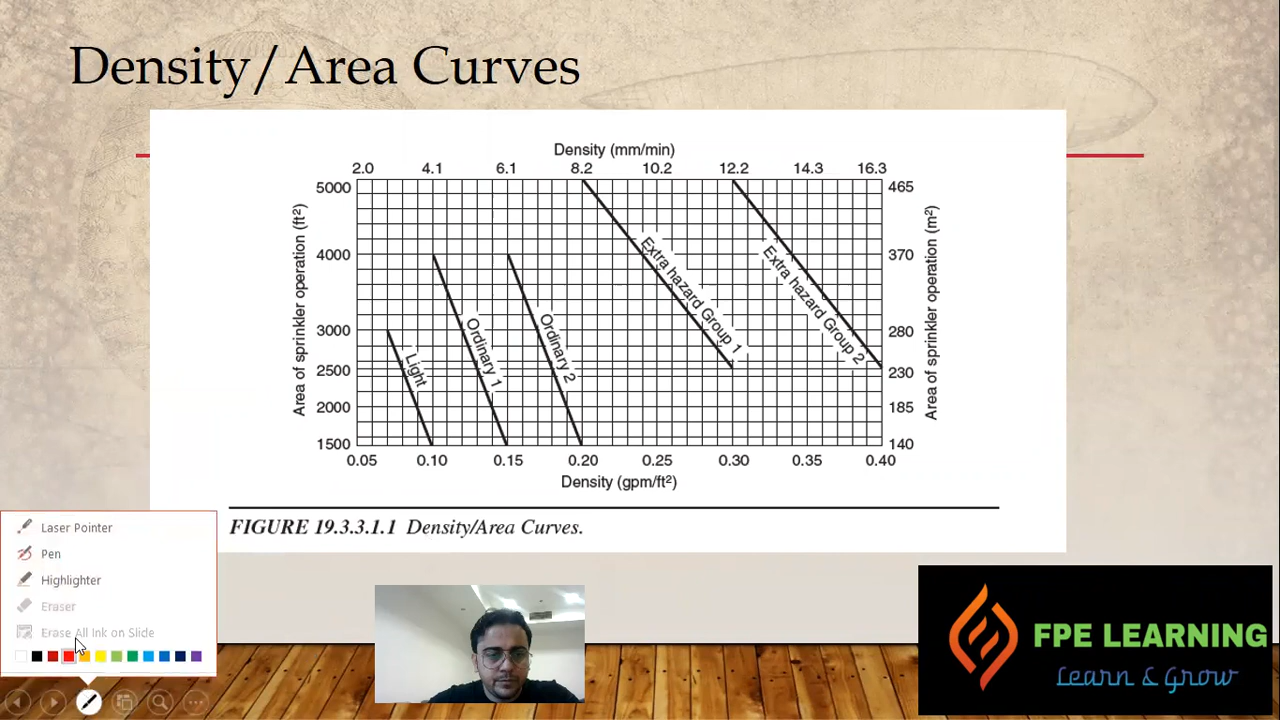 Density/Area Curves
Density (mm/min)
2.0 4.1 6.1 8.2 10.2 12.2 14.3 16.3
Area of sprinkler operation (ft²)
5000
4000
3000
2500
2000
1500
Light
Ordinary 1
Ordinary 2
Extra hazard Group 1
Extra hazard Group 2
465
370
280
230
185
140
Area of sprinkler operation (m²)
0.05 0.10 0.15 0.20 0.25 0.30 0.35 0.40
Density (gpm/ft²)
FIGURE 19.3.3.1.1 Density/Area Curves.
Laser Pointer
Pen
Highlighter
Eraser
Erase All Ink on Slide
FPE LEARNING
Learn & Grow